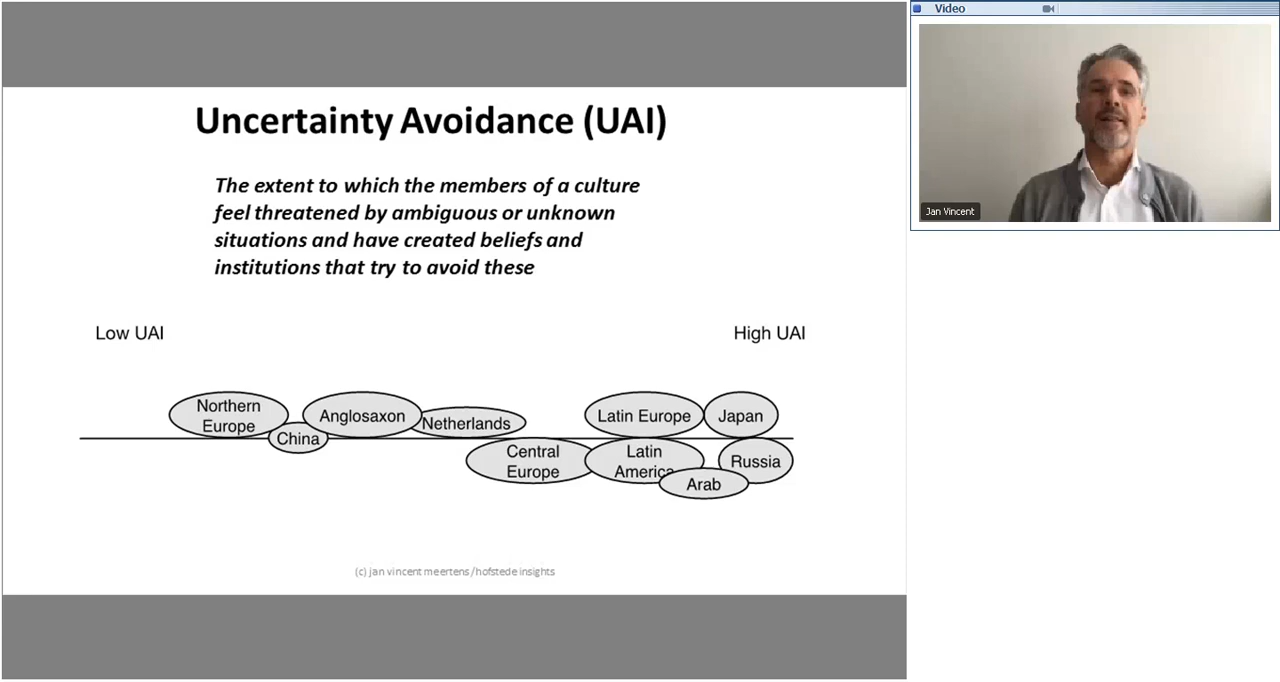 Uncertainty Avoidance (UAI)
The extent to which the members of a culture
feel threatened by ambiguous or unknown
situations and have created beliefs and
institutions that try to avoid these
Low UAI
High UAI
Northern
Europe
China
Anglosaxon
Netherlands
Central
Europe
Latin Europe
Latin
America
Arab
Japan
Russia
(c) jan vincent meertens/hofstede insights
Video
Jan Vincent